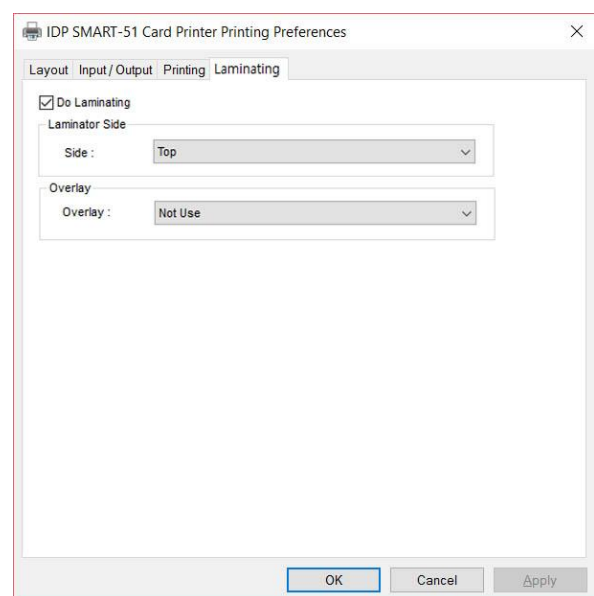 IDP SMART-51 Card Printer Printing Preferences
Layout Input / Output Printing Laminating
Do Laminating
Laminator Side
Side : Top
Overlay
Overlay : Not Use
OK Cancel Apply